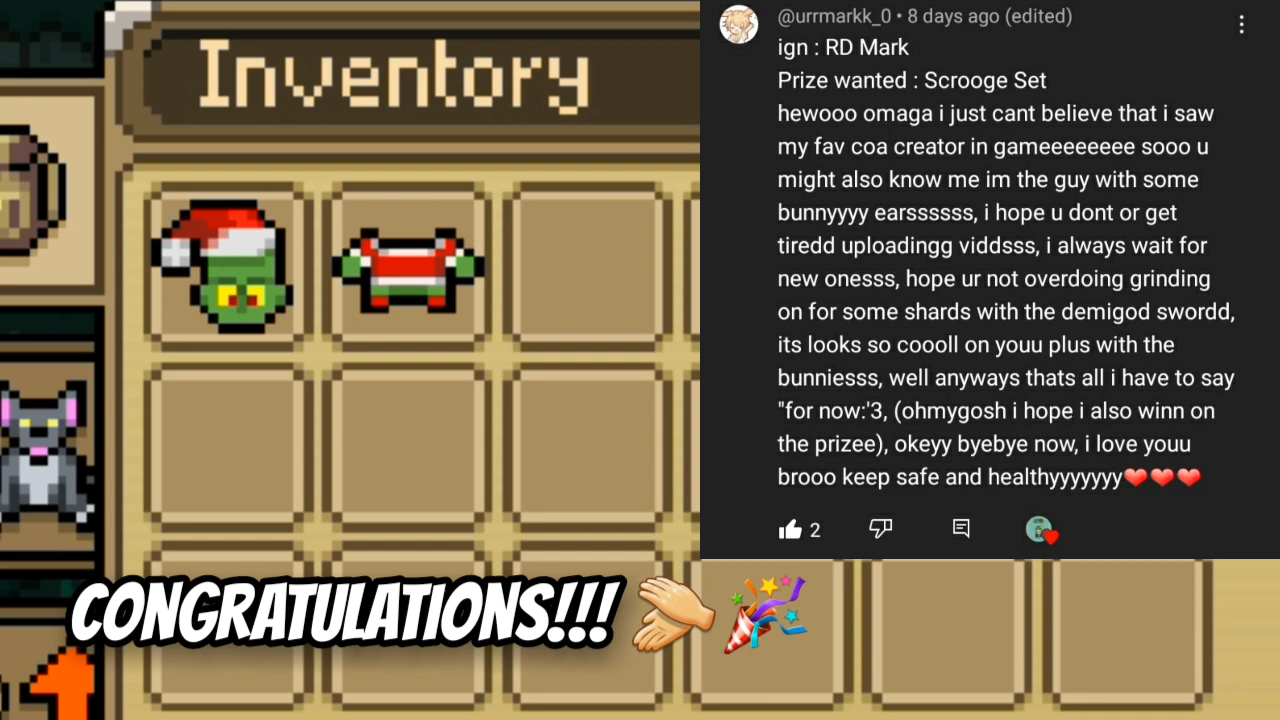 Inventory
@urrmarkk_0 • 8 days ago (edited)
ign : RD Mark
Prize wanted : Scrooge Set
hewooo omaga i just cant believe that i saw
my fav coa creator in gameeeeeeee sooo u
might also know me im the guy with some
bunnyyyy earssssss, i hope u dont or get
tiredd uploadingg viddsss, i always wait for
new onesss, hope ur not overdoing grinding
on for some shards with the demigod swordd,
its looks so coooll on youu plus with the
bunniesss, well anyways thats all i have to say
"for now:'3, (ohmygosh i hope i also winn on
the prizee), okeyy byebye now, i love youu
brooo keep safe and healthyyyyyyy❤❤❤
2
CONGRATULATIONS!!! 👏🎉